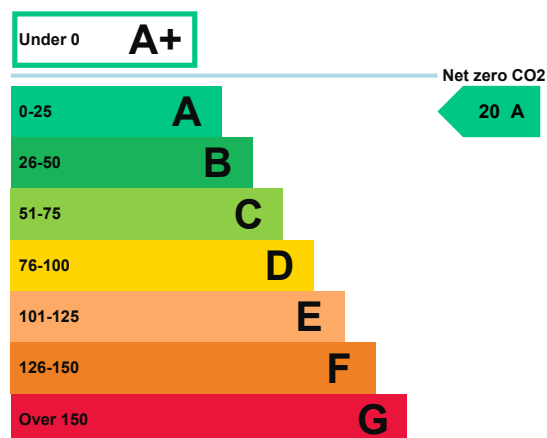 Under 0 A+
Net zero CO2
0-25 A
20 A
26-50 B
51-75 C
76-100 D
101-125 E
126-150 F
Over 150 G